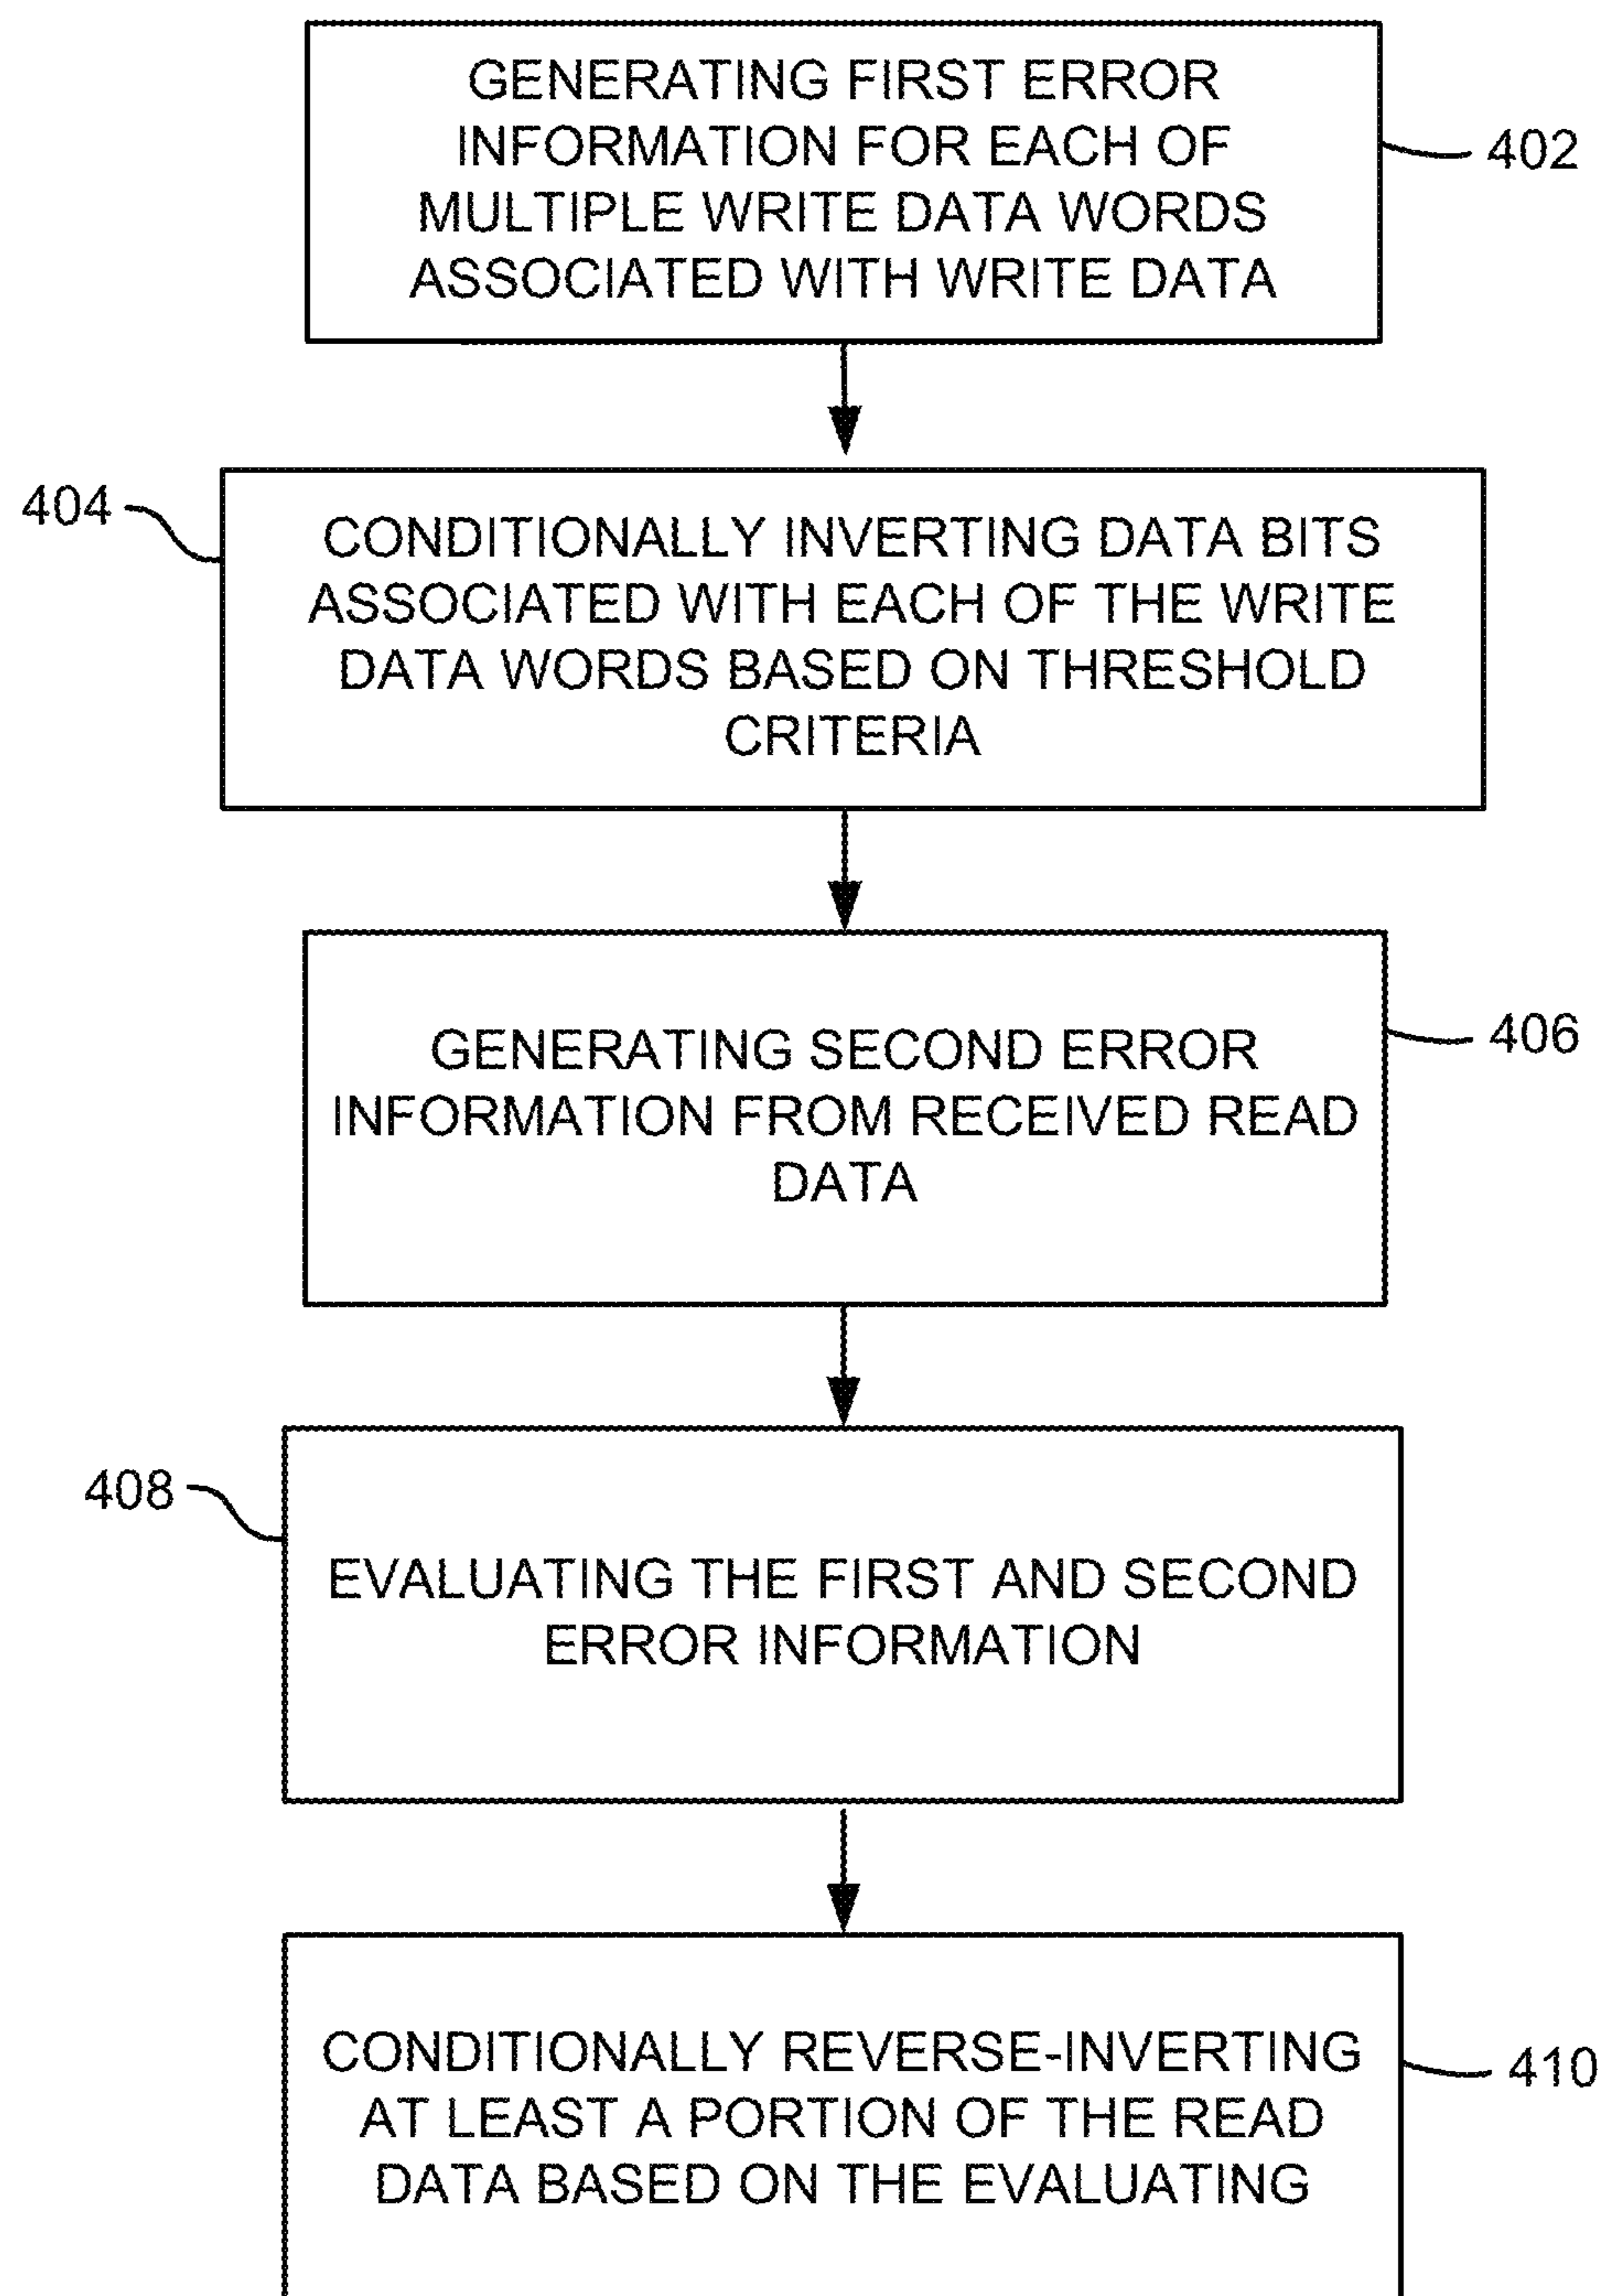 GENERATING FIRST ERROR
INFORMATION FOR EACH OF
MULTIPLE WRITE DATA WORDS
ASSOCIATED WITH WRITE DATA
402
404
CONDITIONALLY INVERTING DATA BITS
ASSOCIATED WITH EACH OF THE WRITE
DATA WORDS BASED ON THRESHOLD
CRITERIA
GENERATING SECOND ERROR
INFORMATION FROM RECEIVED READ
DATA
406
408
EVALUATING THE FIRST AND SECOND
ERROR INFORMATION
CONDITIONALLY REVERSE-INVERTING
AT LEAST A PORTION OF THE READ
DATA BASED ON THE EVALUATING
410